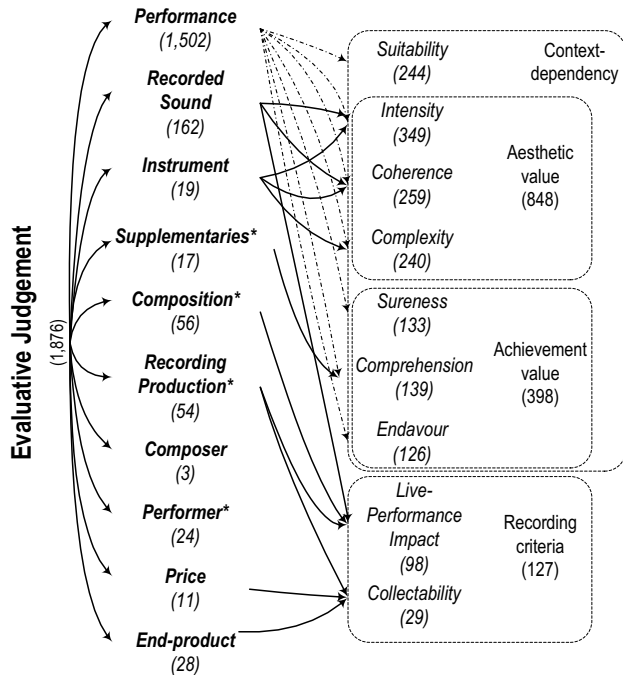 Evaluative Judgement
(1,876)
Performance
(1,502)
Recorded
Sound
(162)
Instrument
(19)
Supplementaries*
(17)
Composition*
(56)
Recording
Production*
(54)
Composer
(3)
Performer*
(24)
Price
(11)
End-product
(28)
Suitability
(244)
Context-
dependency
Intensity
(349)
Coherence
(259)
Complexity
(240)
Aesthetic
value
(848)
Sureness
(133)
Comprehension
(139)
Endavour
(126)
Achievement
value
(398)
Live-
Performance
Impact
(98)
Collectability
(29)
Recording
criteria
(127)